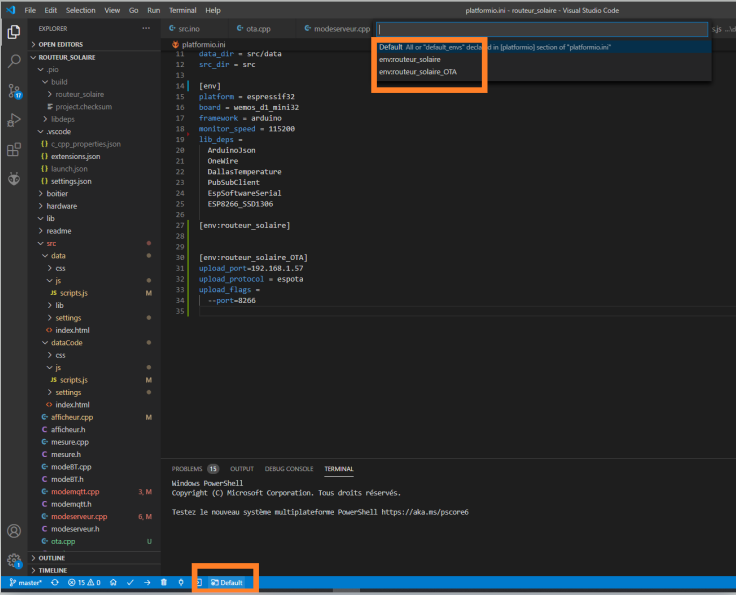 File Edit Selection View Go Run Terminal Help
platformio.ini - routeur_solaire - Visual Studio Code
EXPLORER
OPEN EDITORS
ROUTEUR_SOLAIRE
.pio
build
routeur_solaire
project.checksum
libdeps
.vscode
c_cpp_properties.json
extensions.json
launch.json
settings.json
boitier
hardware
lib
readme
src
data
css
js
JS scripts.js M
lib
settings
index.html
dataCode
css
js
JS scripts.js M
settings
index.html
afficheur.cpp M
afficheur.h
mesure.cpp
mesure.h
modeBT.cpp
modeBT.h
modemqtt.cpp 3, M
modemqtt.h
modeserveur.cpp 6, M
modeserveur.h
ota.cpp U
OUTLINE
TIMELINE
src.ino
ota.cpp
modeserveur.cpp
s.js
Default All or "default_envs" declared in [platformio] section of "platformio.ini"
env:routeur_solaire
env:routeur_solaire_OTA
platformio.ini
11 data_dir = src/data
12 src_dir = src
13
14 [env]
15 platform = espressif32
16 board = wemos_d1_mini32
17 framework = arduino
18 monitor_speed = 115200
19 lib_deps =
20 ArduinoJson
21 OneWire
22 DallasTemperature
23 PubSubClient
24 EspSoftwareSerial
25 ESP8266_SSD1306
26
27 [env:routeur_solaire]
28
29
30 [env:routeur_solaire_OTA]
31 upload_port=192.168.1.57
32 upload_protocol = espota
33 upload_flags =
34 --port=8266
35
PROBLEMS 15 OUTPUT DEBUG CONSOLE TERMINAL
Windows PowerShell
Copyright (C) Microsoft Corporation. Tous droits réservés.
Testez le nouveau système multiplateforme PowerShell https://aka.ms/pscore6
17
1
master* 15 0 Default